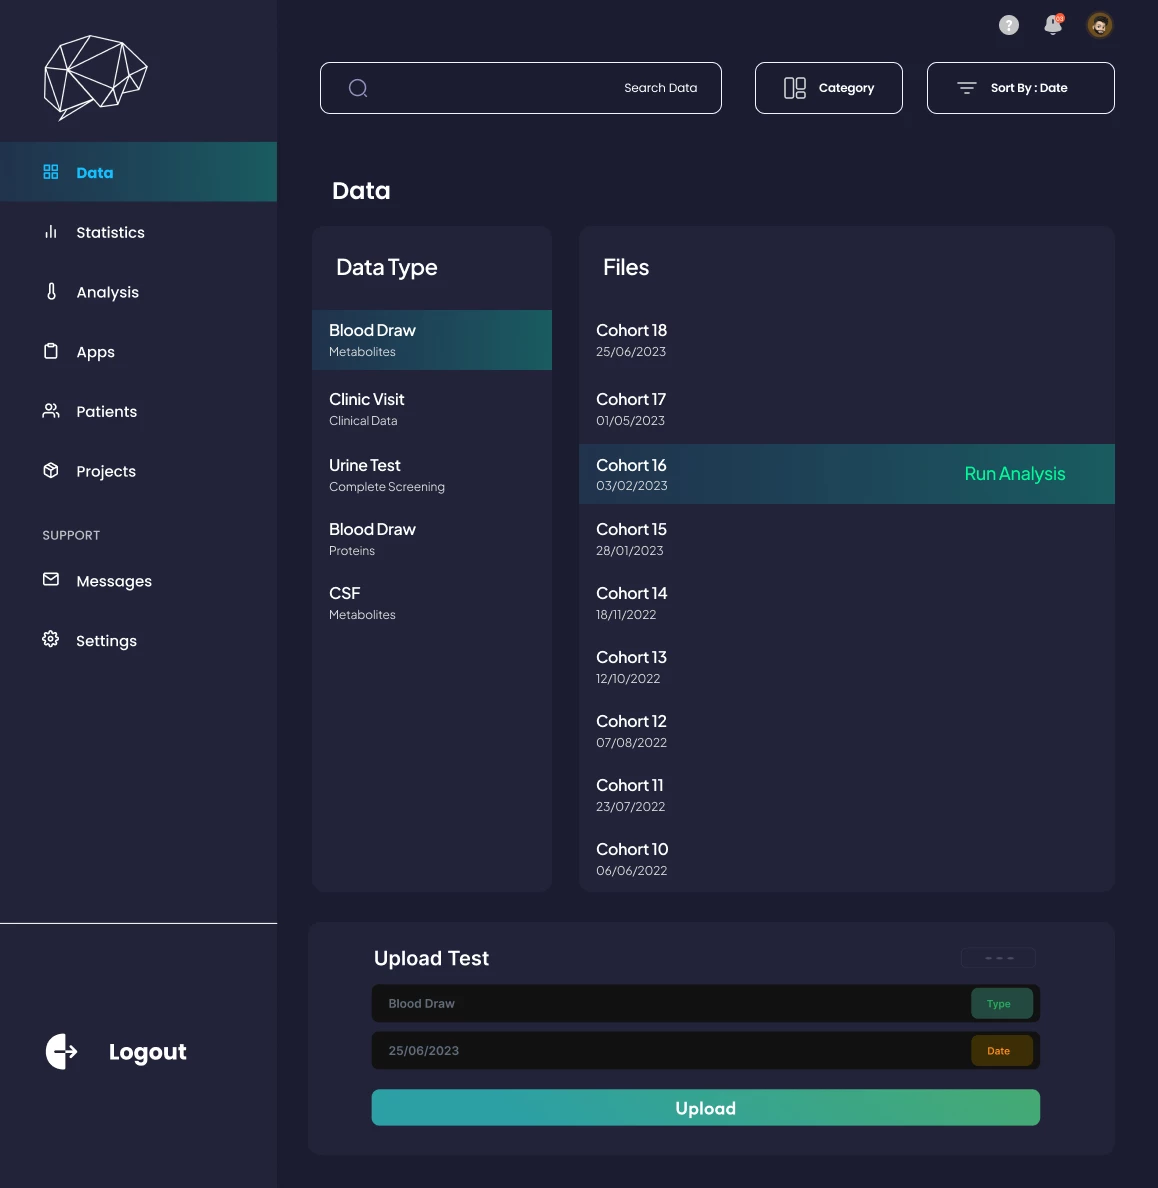 Search Data
Category
Sort By : Date
Data
Statistics
Analysis
Apps
Patients
Projects
SUPPORT
Messages
Settings
Logout
Data
Data Type
Blood Draw
Metabolites
Clinic Visit
Clinical Data
Urine Test
Complete Screening
Blood Draw
Proteins
CSF
Metabolites
Files
Cohort 18
25/06/2023
Cohort 17
01/05/2023
Cohort 16
03/02/2023
Run Analysis
Cohort 15
28/01/2023
Cohort 14
18/11/2022
Cohort 13
12/10/2022
Cohort 12
07/08/2022
Cohort 11
23/07/2022
Cohort 10
06/06/2022
Upload Test
Blood Draw
Type
25/06/2023
Date
Upload